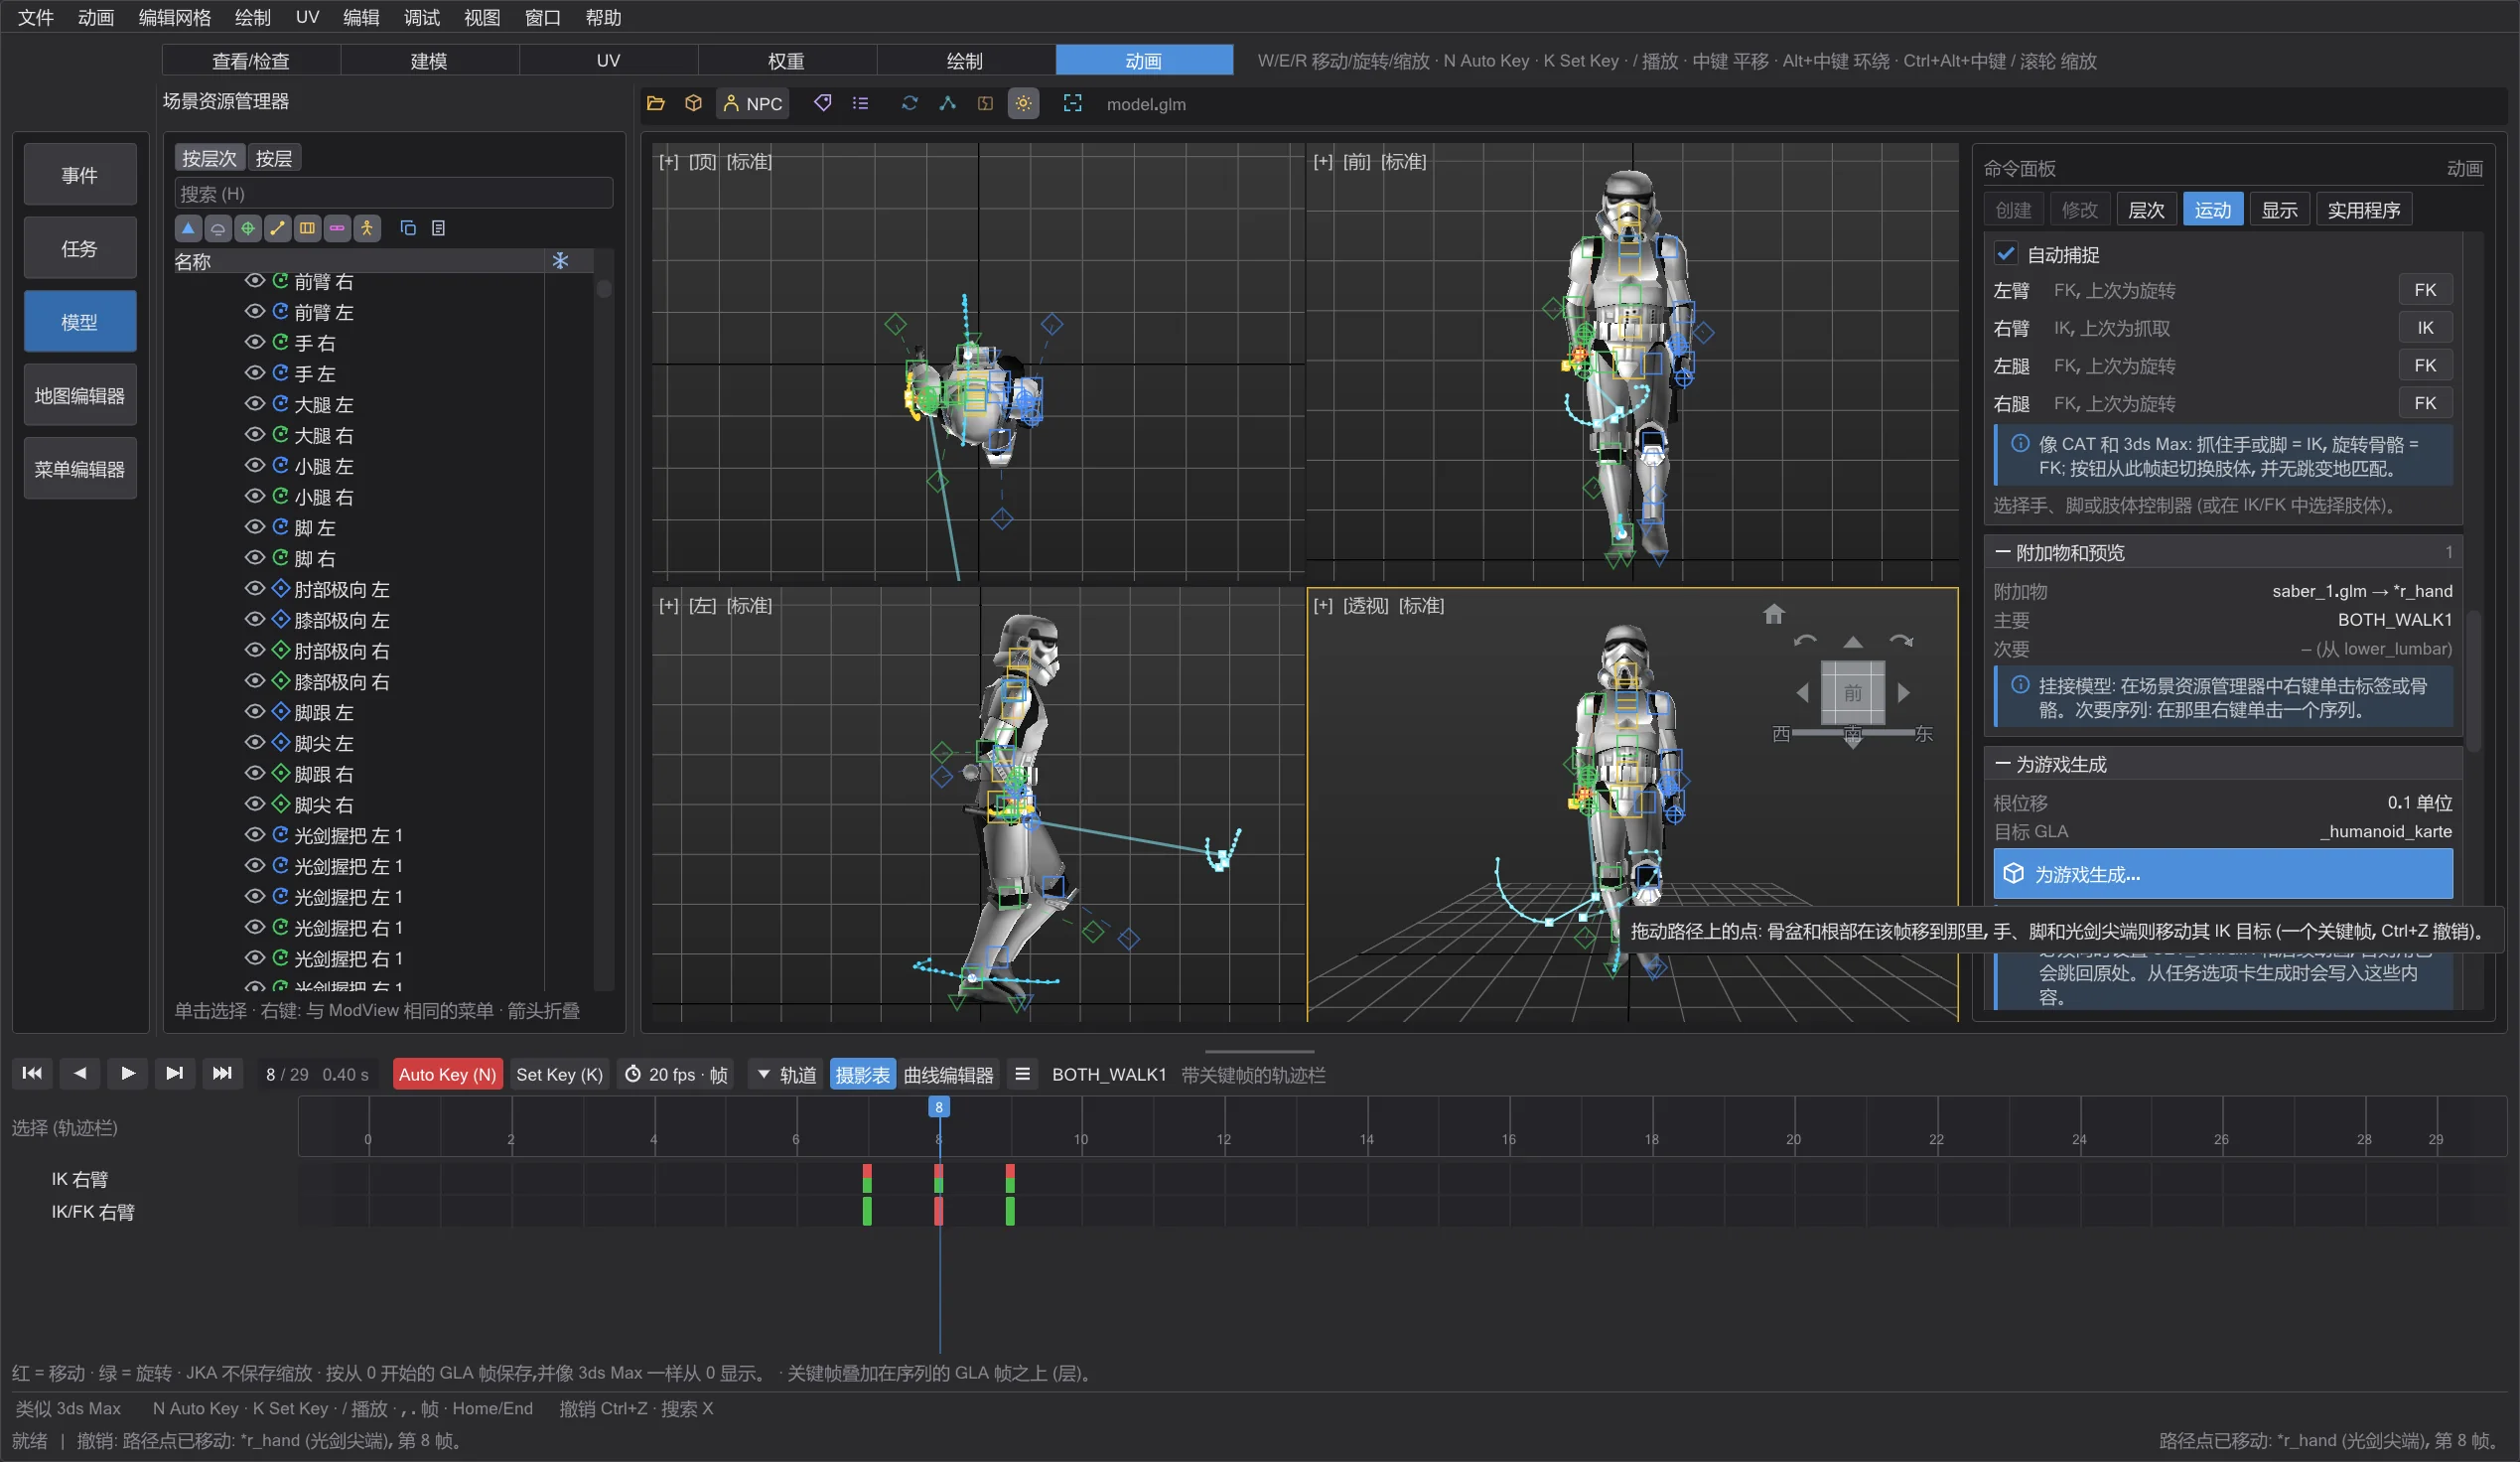 文件 动画 编辑网格 绘制 UV 编辑 调试 视图 窗口 帮助
查看/检查 建模 UV 权重 绘制 动画 W/E/R 移动/旋转/缩放 · N Auto Key · K Set Key · / 播放 · 中键 平移 · Alt+中键 环绕 · Ctrl+Alt+中键 / 滚轮 缩放
场景资源管理器
NPC model.glm
事件
任务
模型
地图编辑器
菜单编辑器
按层次 按层
搜索 (H)
名称
前臂 右
前臂 左
手 右
手 左
大腿 左
大腿 右
小腿 左
小腿 右
脚 左
脚 右
肘部极向 左
膝部极向 左
肘部极向 右
膝部极向 右
脚跟 左
脚尖 左
脚跟 右
脚尖 右
光剑握把 左 1
光剑握把 左 1
光剑握把 左 1
光剑握把 右 1
光剑握把 右 1
光剑握把 右 1
单击选择 · 右键: 与 ModView 相同的菜单 · 箭头折叠
[+] [顶] [标准]
[+] [前] [标准]
[+] [左] [标准]
[+] [透视] [标准]
前
西 南 东
命令面板 动画
创建 修改 层次 运动 显示 实用程序
自动捕捉
左臂 FK, 上次为旋转 FK
右臂 IK, 上次为抓取 IK
左腿 FK, 上次为旋转 FK
右腿 FK, 上次为旋转 FK
像 CAT 和 3ds Max: 抓住手或脚 = IK, 旋转骨骼 =
FK; 按钮从此帧起切换肢体, 并无跳变地匹配。
选择手、脚或肢体控制器 (或在 IK/FK 中选择肢体)。
附加物和预览 1
附加物 saber_1.glm → *r_hand
主要 BOTH_WALK1
次要 – (从 lower_lumbar)
挂接模型: 在场景资源管理器中右键单击标签或骨
骼。次要序列: 在那里右键单击一个序列。
为游戏生成
根位移 0.1 单位
目标 GLA _humanoid_karte
为游戏生成...
拖动路径上的点: 骨盆和根部在该帧移到那里, 手、脚和光剑尖端则移动其 IK 目标 (一个关键帧, Ctrl+Z 撤销)。
会跳回原处。从任务选项卡生成时会写入这些内
容。
8 / 29 0.40 s Auto Key (N) Set Key (K) 20 fps · 帧 轨道 摄影表 曲线编辑器 BOTH_WALK1 带关键帧的轨迹栏
选择 (轨迹栏)
8
0 2 4 6 8 10 12 14 16 18 20 22 24 26 28 29
IK 右臂
IK/FK 右臂
红 = 移动 · 绿 = 旋转 · JKA 不保存缩放 · 按从 0 开始的 GLA 帧保存,并像 3ds Max 一样从 0 显示。 · 关键帧叠加在序列的 GLA 帧之上 (层)。
类似 3ds Max N Auto Key · K Set Key · / 播放 · , . 帧 · Home/End 撤销 Ctrl+Z · 搜索 X
就绪 | 撤销: 路径点已移动: *r_hand (光剑尖端), 第 8 帧。 路径点已移动: *r_hand (光剑尖端), 第 8 帧。